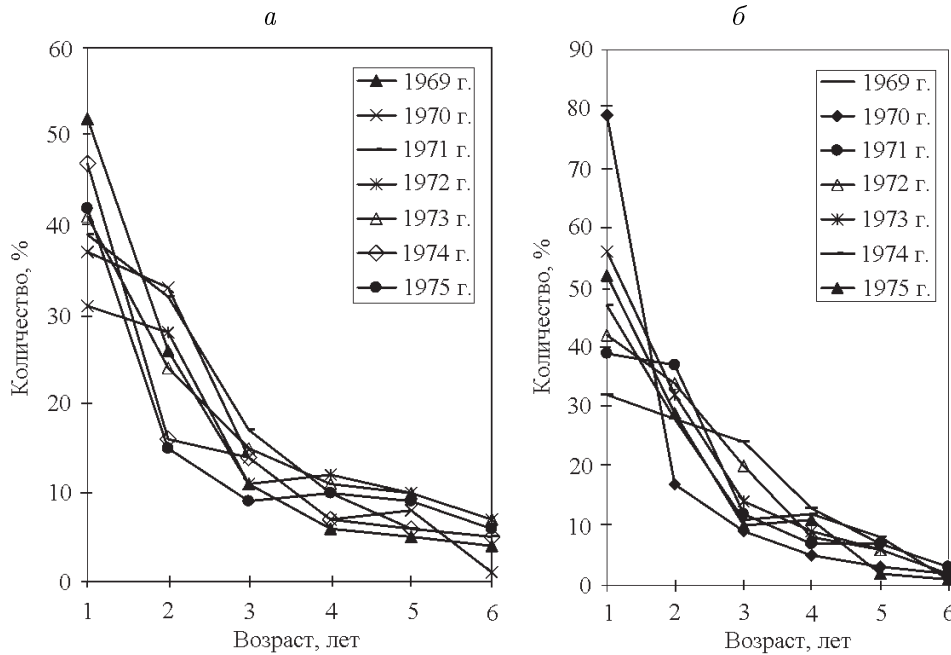 а
60
50
40
30
20
10
0
1 2 3 4 5 6
Количество, %
Возраст, лет
1969 г.
1970 г.
1971 г.
1972 г.
1973 г.
1974 г.
1975 г.
б
90
80
70
60
50
40
30
20
10
0
1 2 3 4 5 6
Количество, %
Возраст, лет
1969 г.
1970 г.
1971 г.
1972 г.
1973 г.
1974 г.
1975 г.